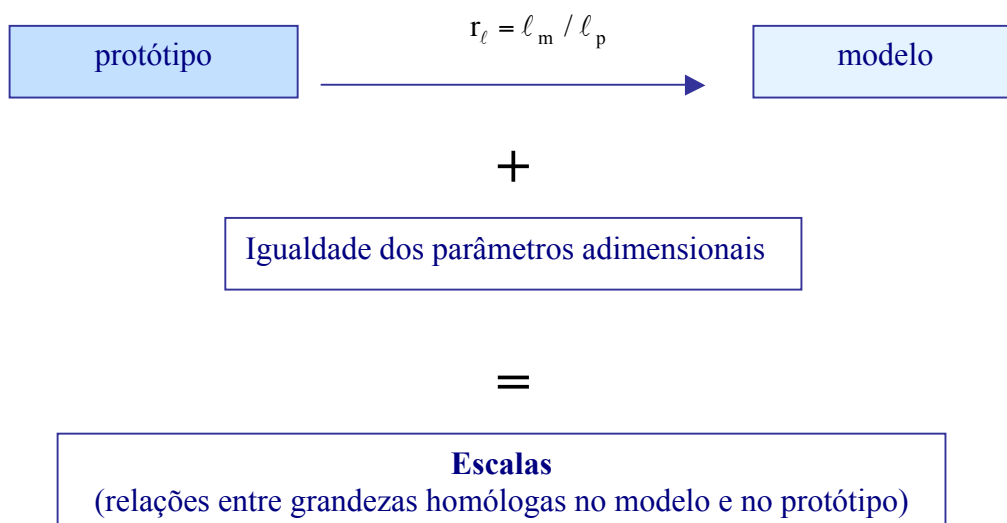 r_ℓ = ℓ_m / ℓ_p
protótipo
modelo
+
Igualdade dos parâmetros adimensionais
=
Escalas
(relações entre grandezas homólogas no modelo e no protótipo)